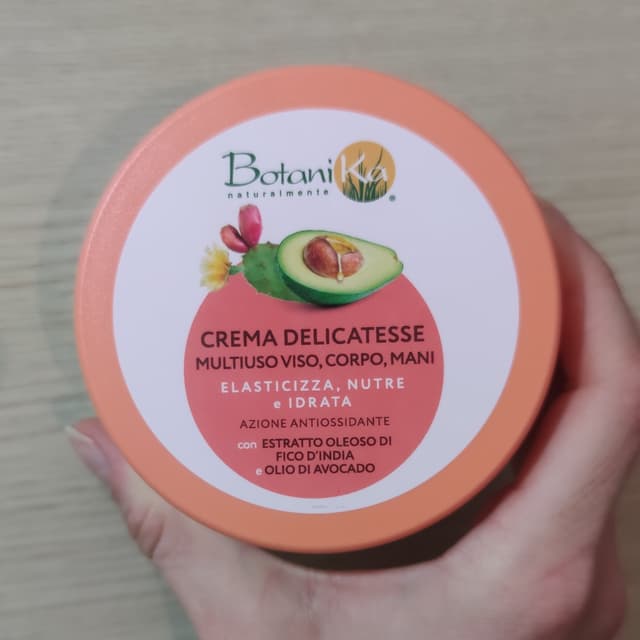 BotaniKa
naturalmente
®
CREMA DELICATESSE
MULTIUSO VISO, CORPO, MANI
ELASTICIZZA, NUTRE
e IDRATA
AZIONE ANTIOSSIDANTE
con ESTRATTO OLEOSO DI
FICO D'INDIA
e OLIO DI AVOCADO